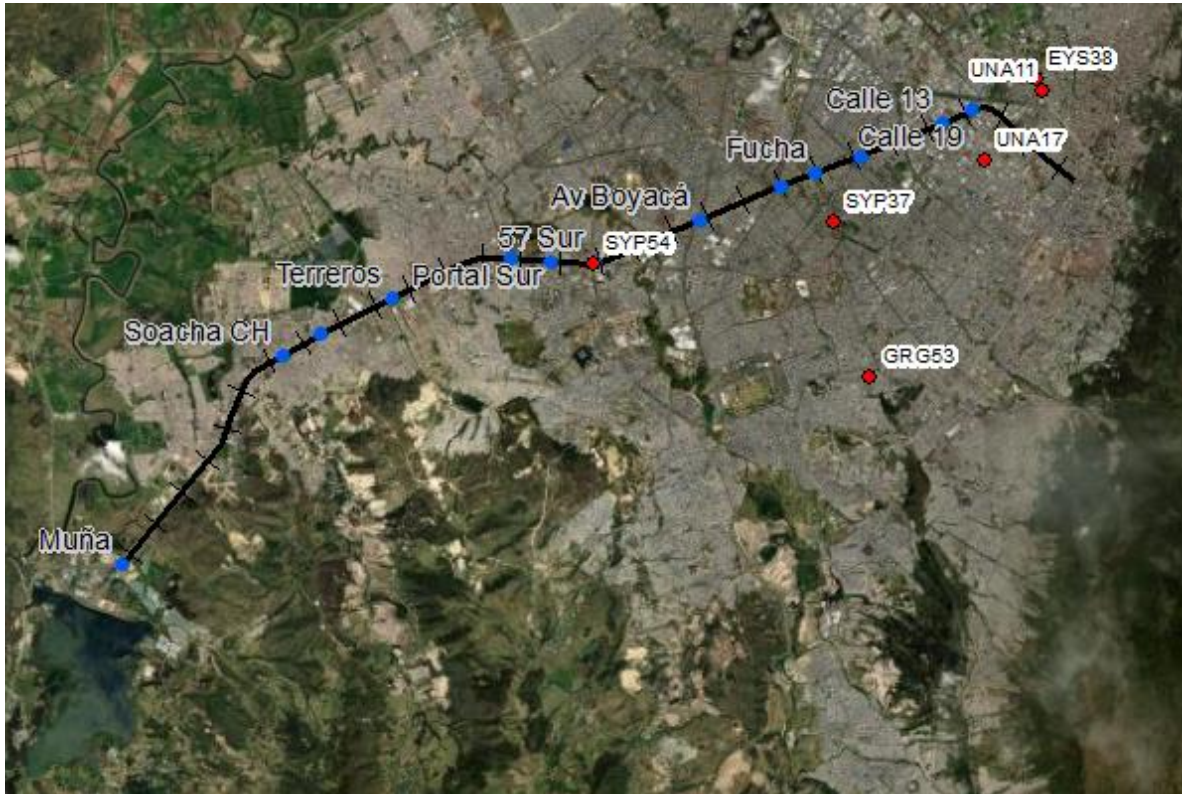 EYS38
UNA11
Calle 13
Calle 19
UNA17
Fucha
Av Boyacá
SYP37
57 Sur
SYP54
Terreros
Portal Sur
Soacha CH
GRG53
Muña